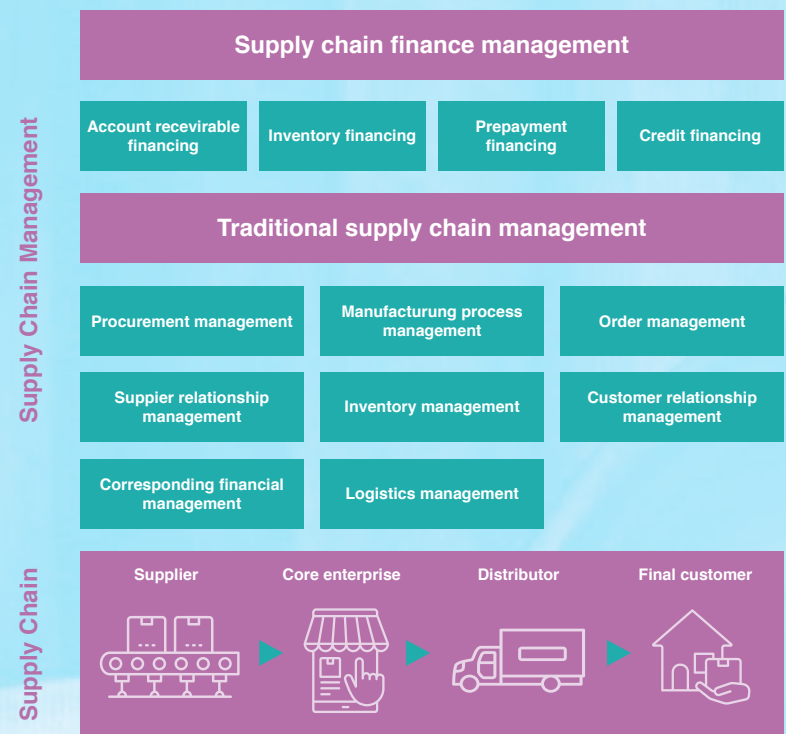 Supply chain finance management
Account recevirable
financing
Inventory financing
Prepayment
financing
Credit financing
Traditional supply chain management
Procurement management
Manufacturung process
management
Order management
Suppier relationship
management
Inventory management
Customer relationship
management
Corresponding financial
management
Logistics management
Supply Chain Management
Supplier
Core enterprise
Distributor
Final customer
Supply Chain